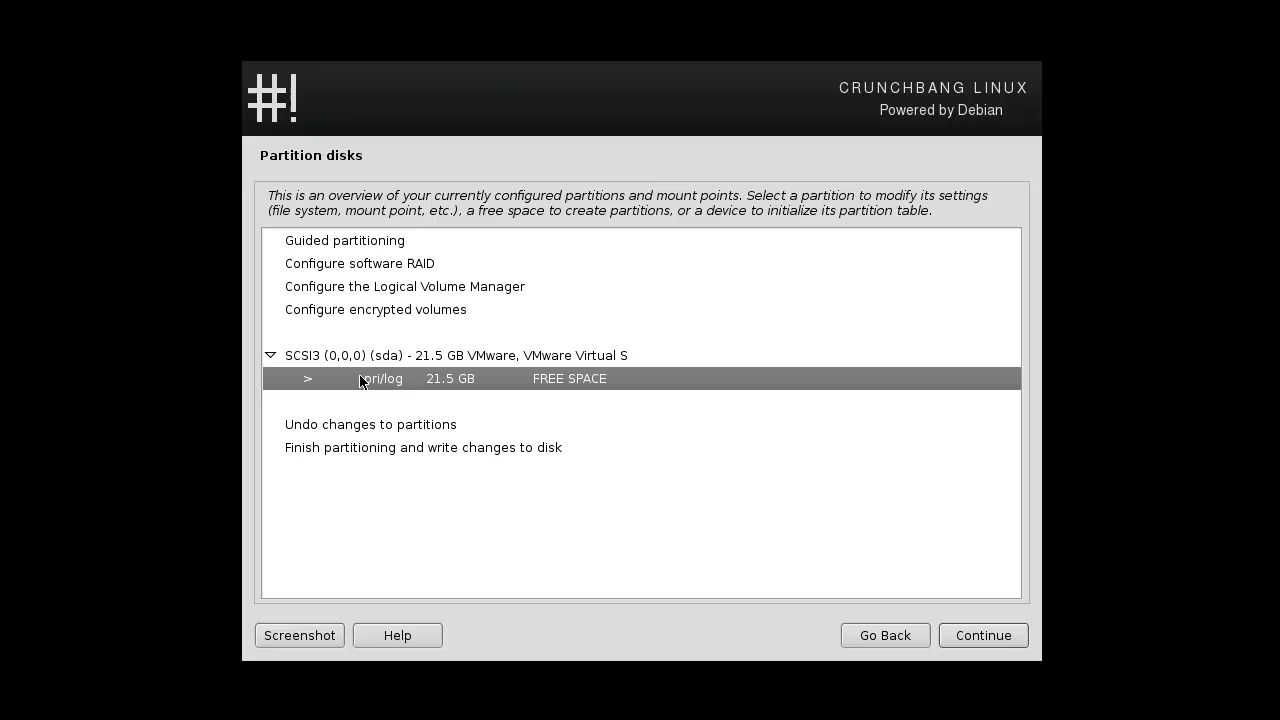 #!
CRUNCHBANG LINUX
Powered by Debian
Partition disks
This is an overview of your currently configured partitions and mount points. Select a partition to modify its settings
(file system, mount point, etc.), a free space to create partitions, or a device to initialize its partition table.
Guided partitioning
Configure software RAID
Configure the Logical Volume Manager
Configure encrypted volumes
SCSI3 (0,0,0) (sda) - 21.5 GB VMware, VMware Virtual S
> pri/log 21.5 GB FREE SPACE
Undo changes to partitions
Finish partitioning and write changes to disk
Screenshot Help Go Back Continue